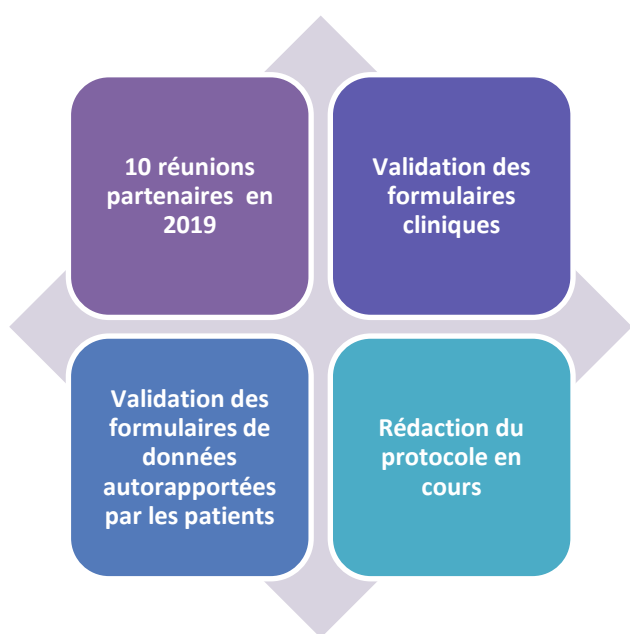 10 réunions
partenaires en
2019
Validation des
formulaires
cliniques
Validation des
formulaires de
données
autorapportées
par les patients
Rédaction du
protocole en
cours